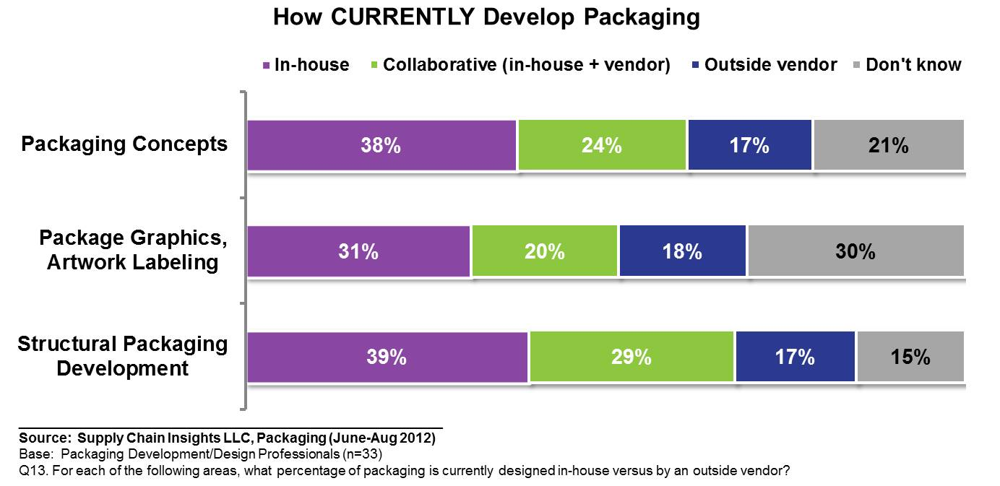 How CURRENTLY Develop Packaging
In-house Collaborative (in-house + vendor) Outside vendor Don't know
Packaging Concepts
38% 24% 17% 21%
Package Graphics,
Artwork Labeling
31% 20% 18% 30%
Structural Packaging
Development
39% 29% 17% 15%
Source: Supply Chain Insights LLC, Packaging (June-Aug 2012)
Base: Packaging Development/Design Professionals (n=33)
Q13. For each of the following areas, what percentage of packaging is currently designed in-house versus by an outside vendor?